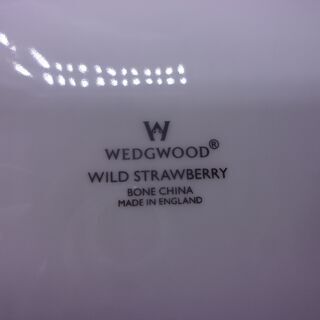 W
WEDGWOOD®
WILD STRAWBERRY
BONE CHINA
MADE IN ENGLAND